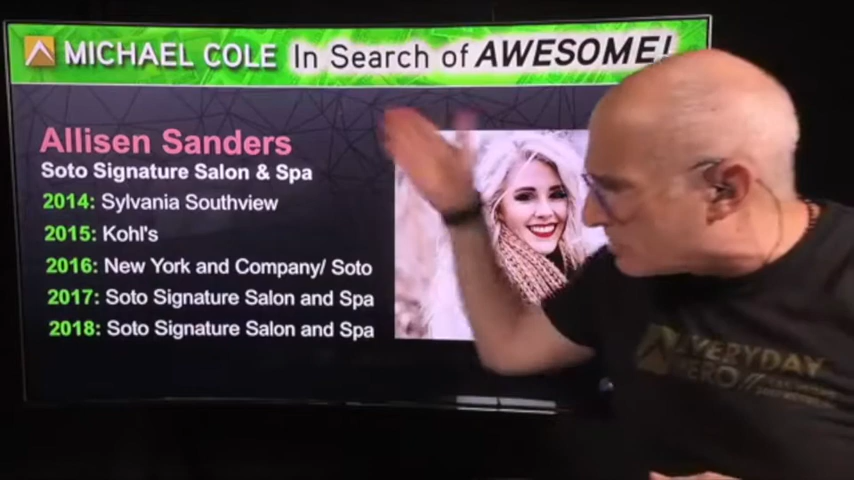 MICHAEL COLE In Search of AWESOME!
Allisen Sanders
Soto Signature Salon & Spa
2014: Sylvania Southview
2015: Kohl's
2016: New York and Company/ Soto
2017: Soto Signature Salon and Spa
2018: Soto Signature Salon and Spa
EVERYDAY
HERO